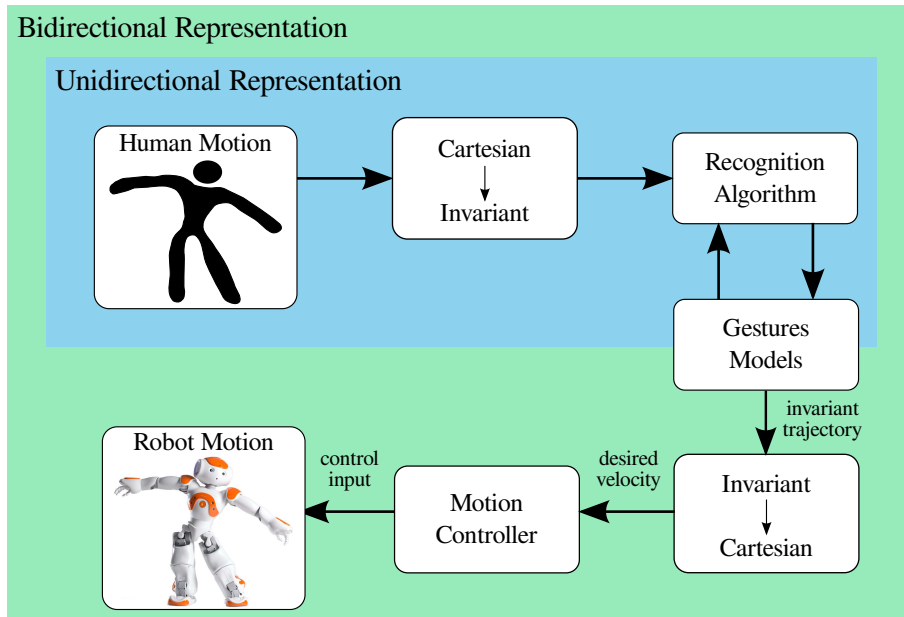 Bidirectional Representation
Unidirectional Representation
Human Motion
Cartesian
Invariant
Recognition
Algorithm
Gestures
Models
invariant
trajectory
Invariant
Cartesian
desired
velocity
Motion
Controller
control
input
Robot Motion